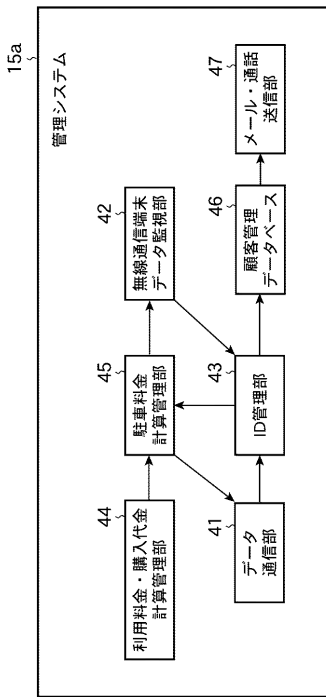 15a
管理システム
44
利用料金・購入代金
計算管理部
45
駐車料金
計算管理部
42
無線通信端末
データ監視部
41
データ
通信部
43
ID管理部
46
顧客管理
データベース
47
メール・通話
送信部